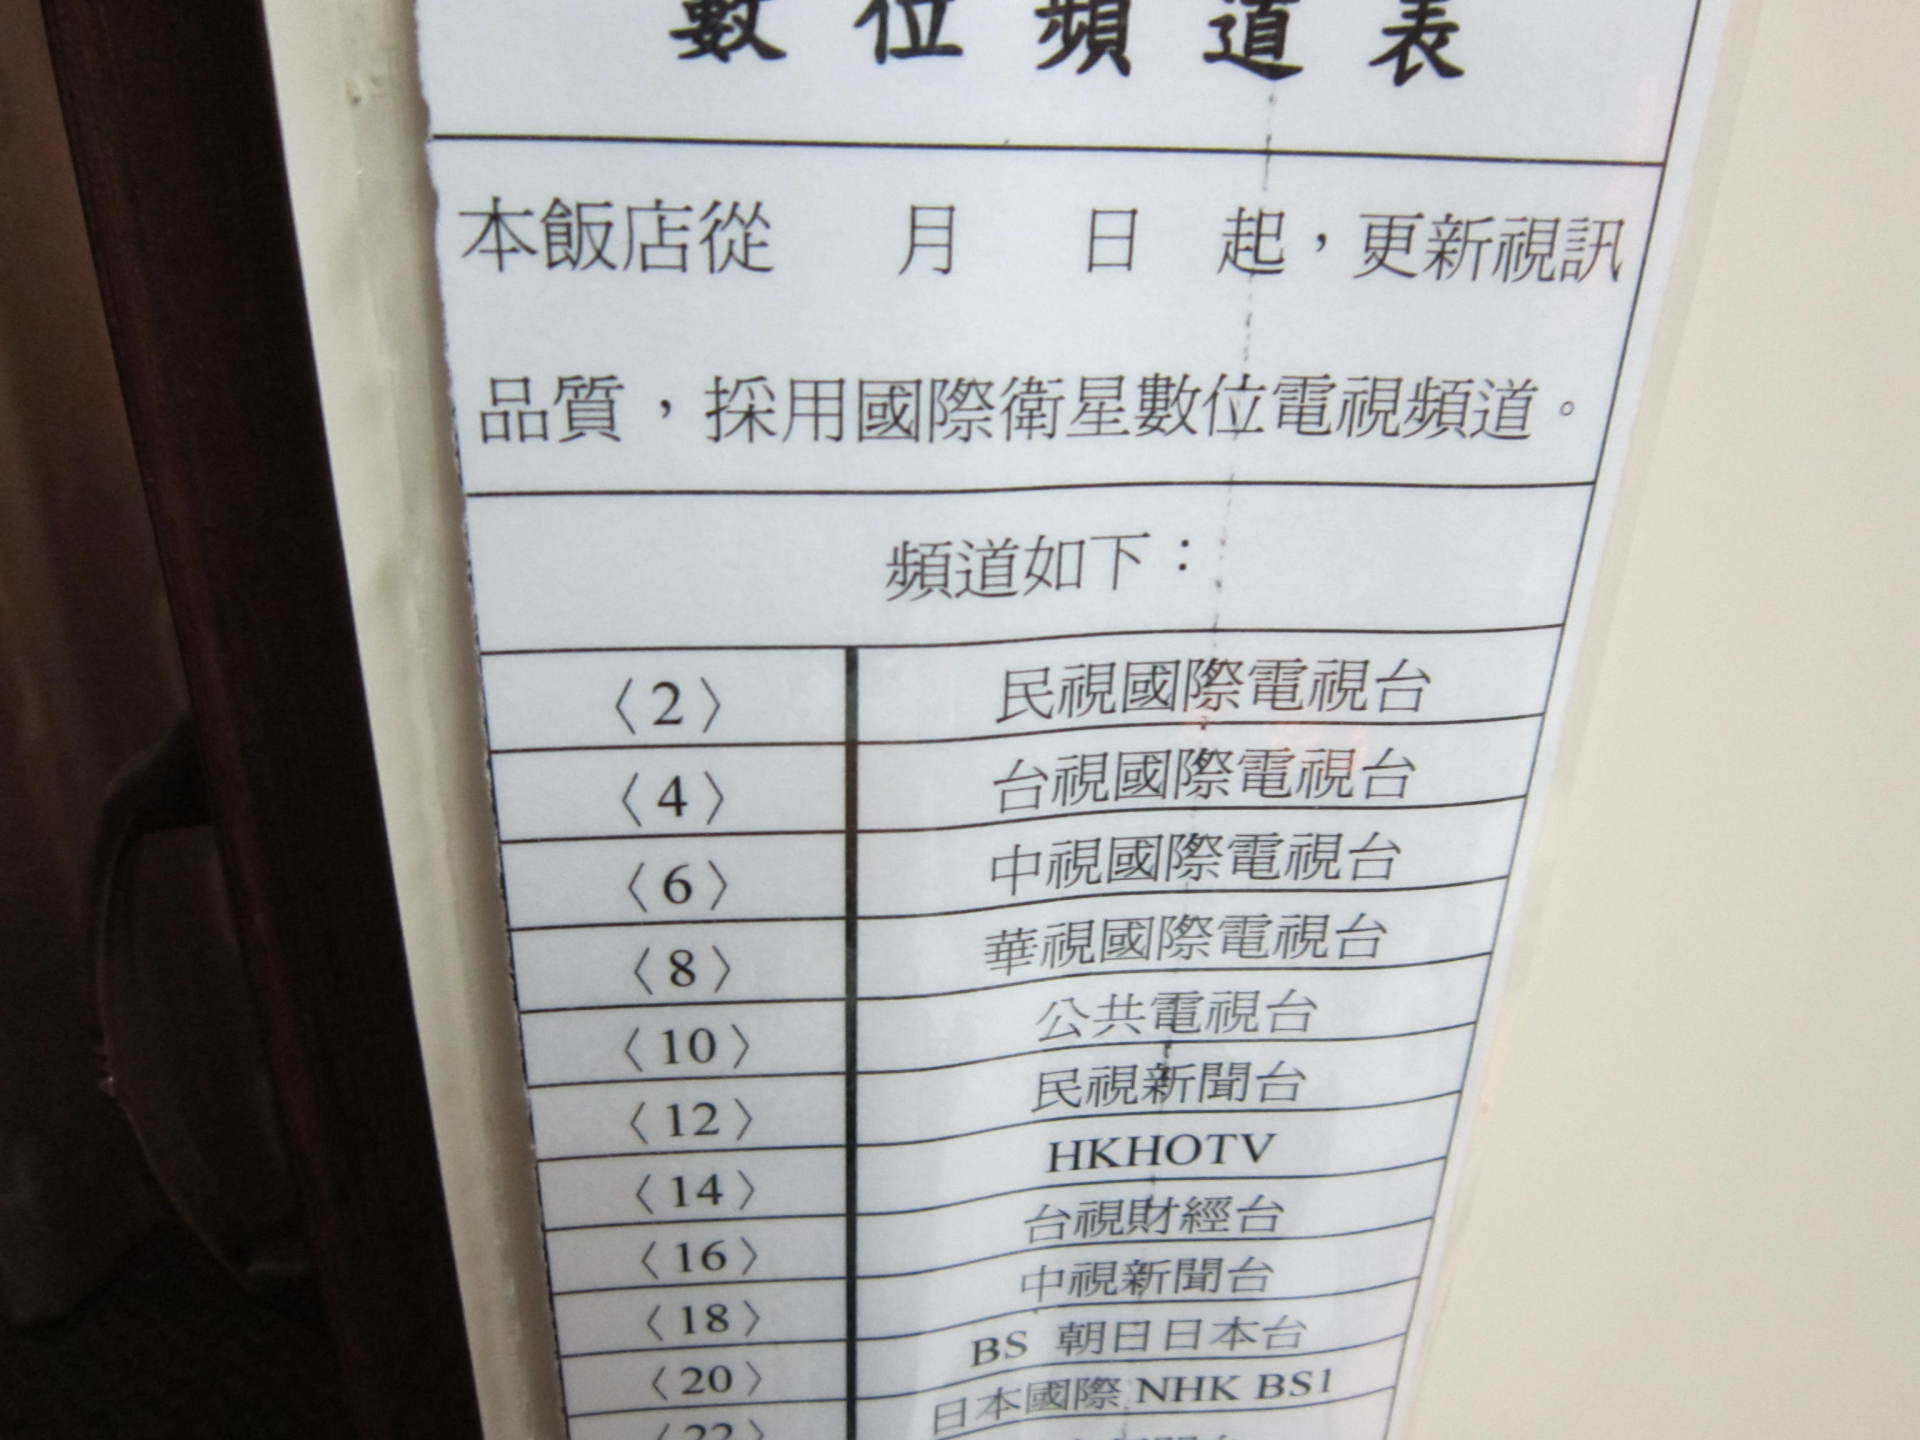 數位頻道表
本飯店從 月 日 起，更新視訊
品質，採用國際衛星數位電視頻道。
頻道如下：
〈2〉 民視國際電視台
〈4〉 台視國際電視台
〈6〉 中視國際電視台
〈8〉 華視國際電視台
〈10〉 公共電視台
〈12〉 民視新聞台
〈14〉 HKHOTV
〈16〉 台視財經台
〈18〉 中視新聞台
〈20〉 BS 朝日日本台
〈22〉 日本國際 NHK BS1